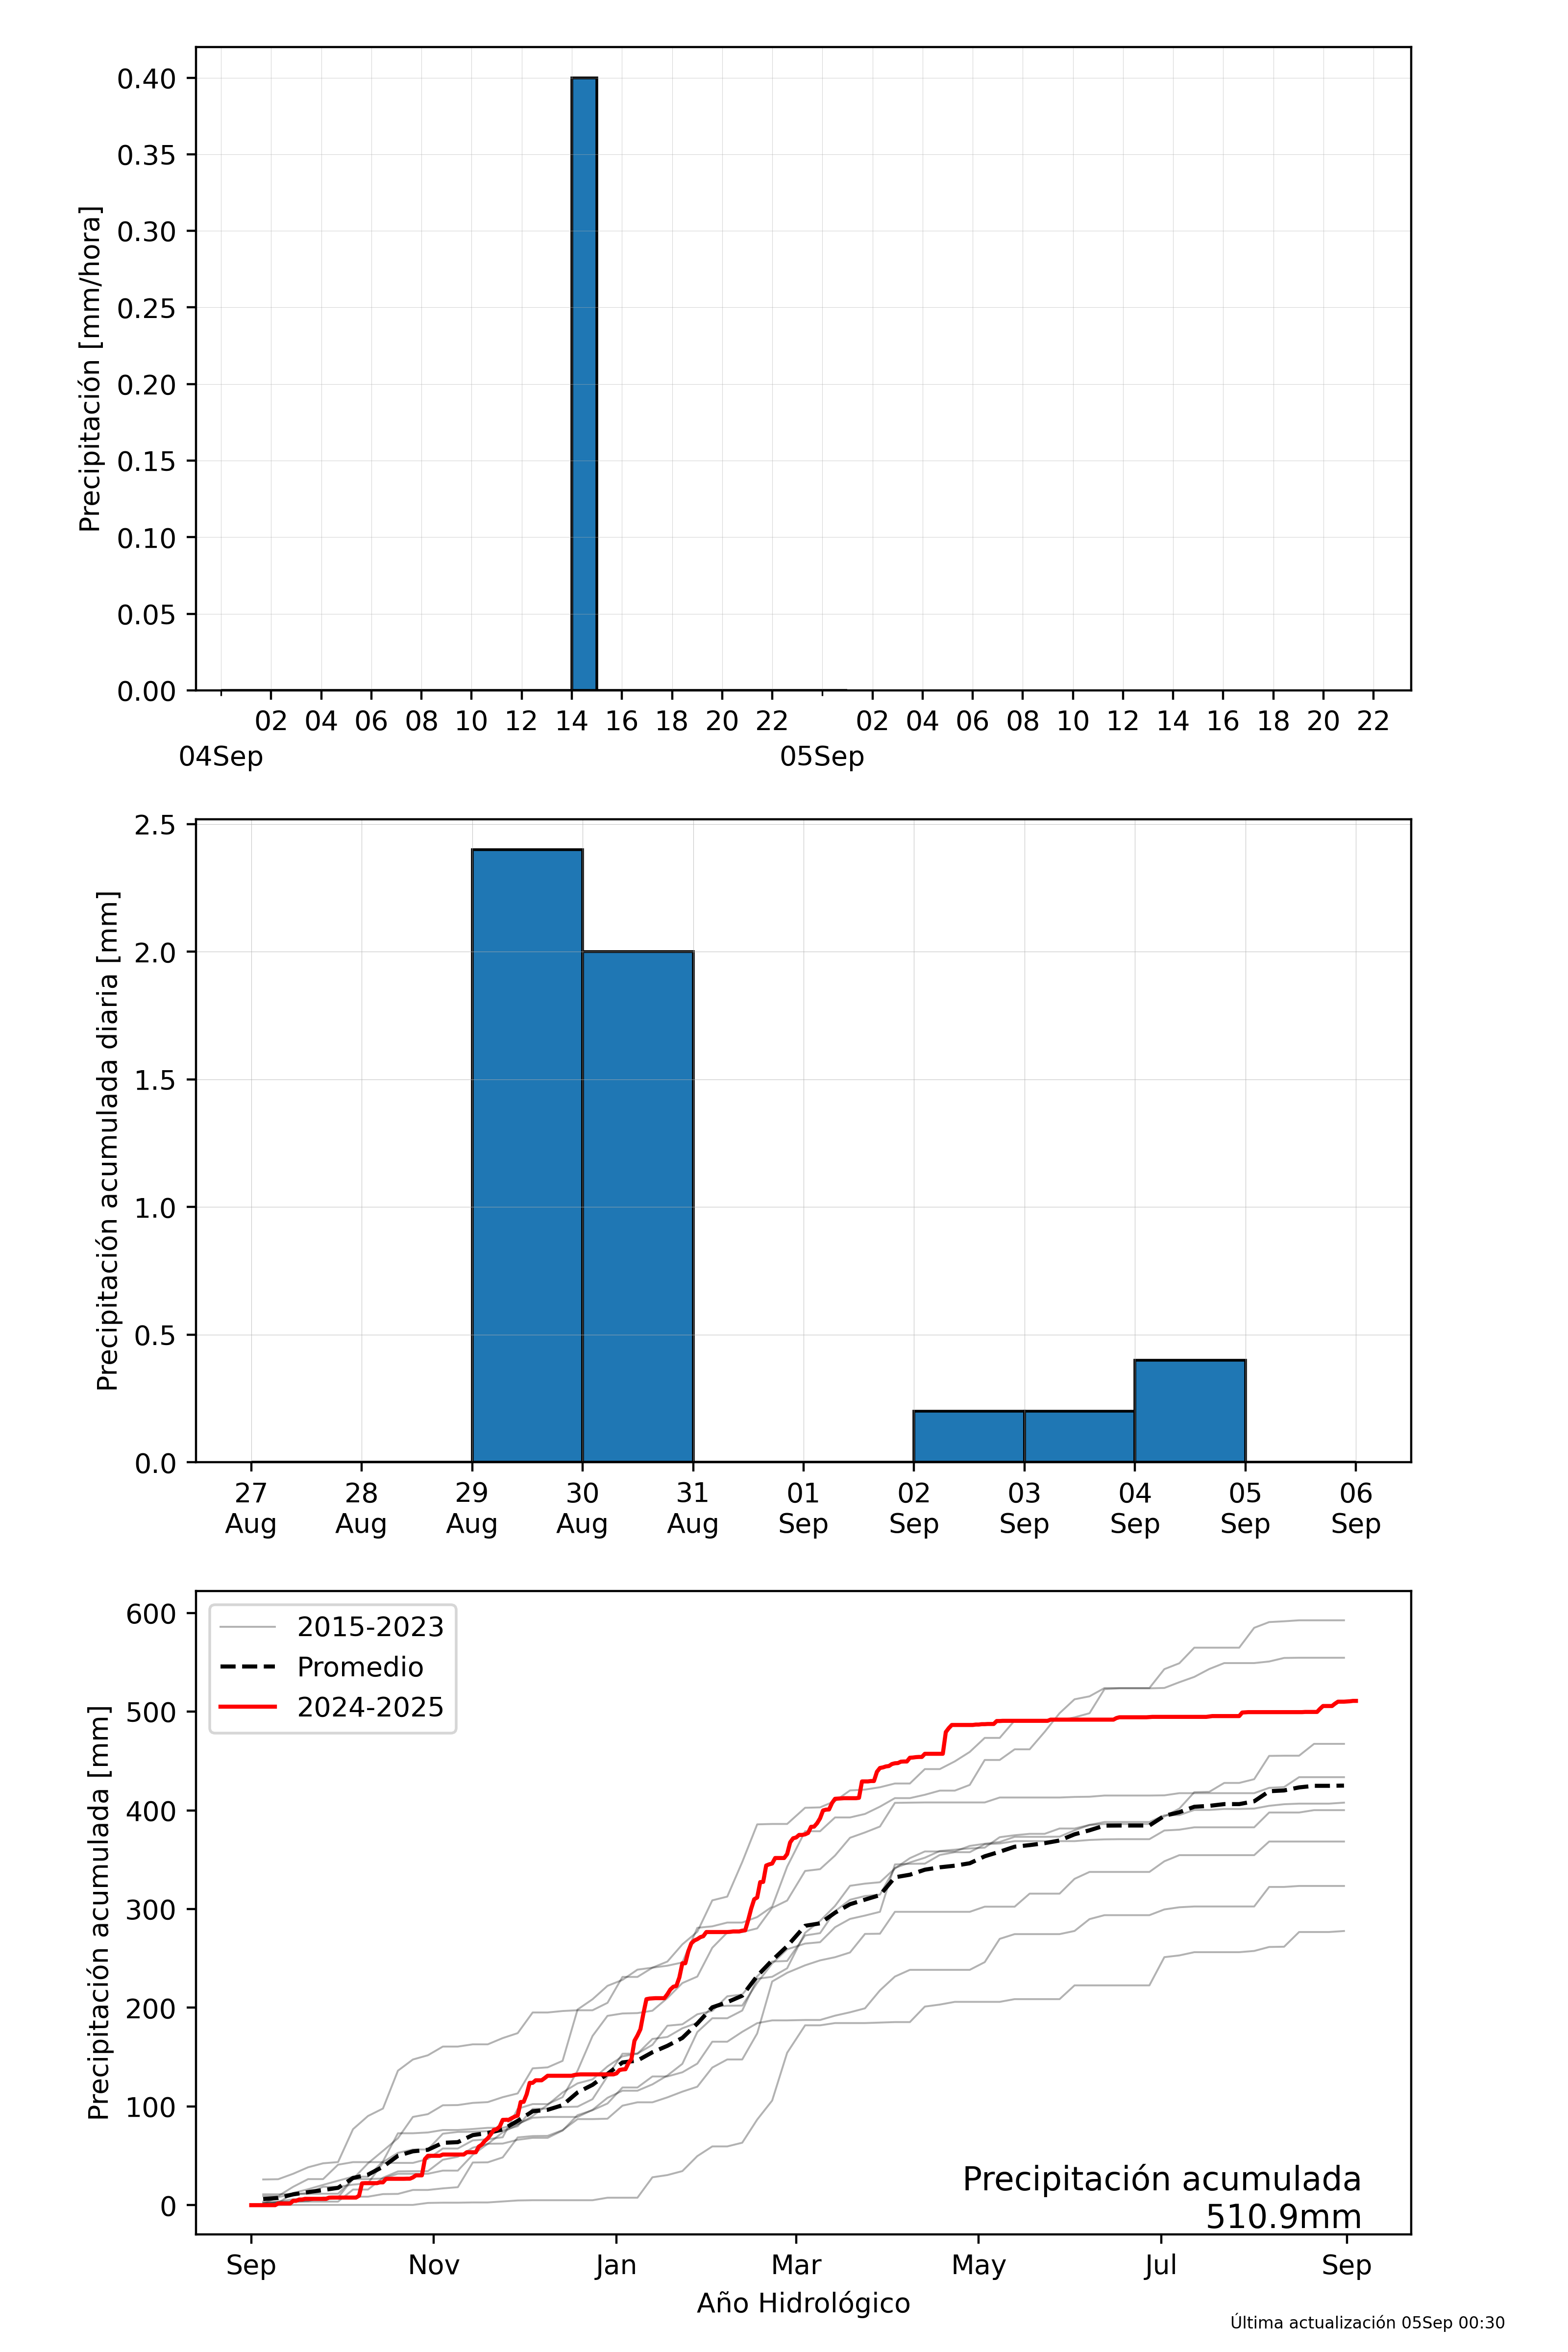 Precipitación [mm/hora]
0.40
0.35
0.30
0.25
0.20
0.15
0.10
0.05
0.00
02 04 06 08 10 12 14 16 18 20 22 02 04 06 08 10 12 14 16 18 20 22
04Sep 05Sep
Precipitación acumulada diaria [mm]
2.5
2.0
1.5
1.0
0.5
0.0
27 28 29 30 31 01 02 03 04 05 06
Aug Aug Aug Aug Aug Sep Sep Sep Sep Sep Sep
Precipitación acumulada [mm]
600
500
400
300
200
100
0
2015-2023
Promedio
2024-2025
Precipitación acumulada
510.9mm
Sep Nov Jan Mar May Jul Sep
Año Hidrológico
Última actualización 05Sep 00:30